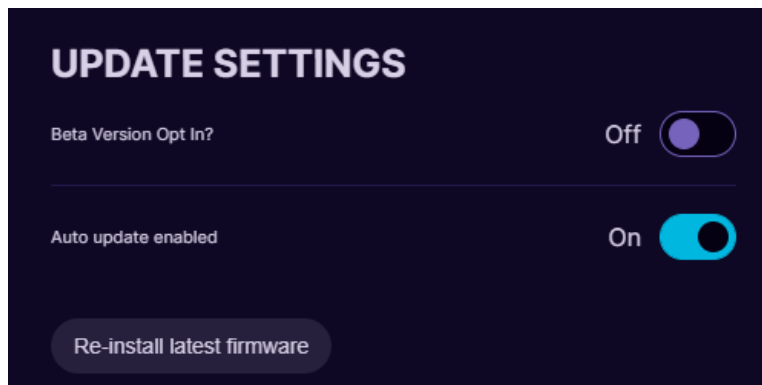 UPDATE SETTINGS
Beta Version Opt In? Off
Auto update enabled On
Re-install latest firmware